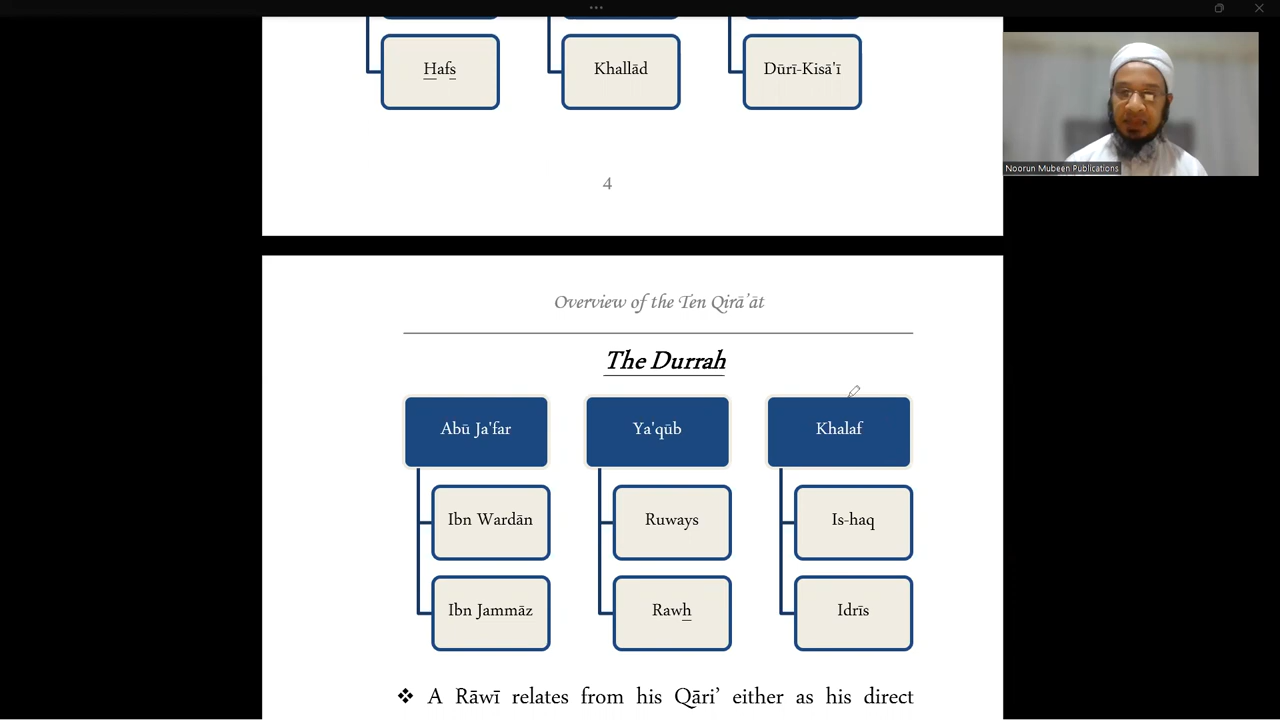 Hafs
Khallād
Dūrī-Kisā'ī
Noorun Mubeen Publications
4
Overview of the Ten Qirā'āt
The Durrah
Abū Ja'far
Ya'qūb
Khalaf
Ibn Wardān
Ruways
Is-haq
Ibn Jammāz
Rawh
Idrīs
❖ A Rāwī relates from his Qāri’ either as his direct